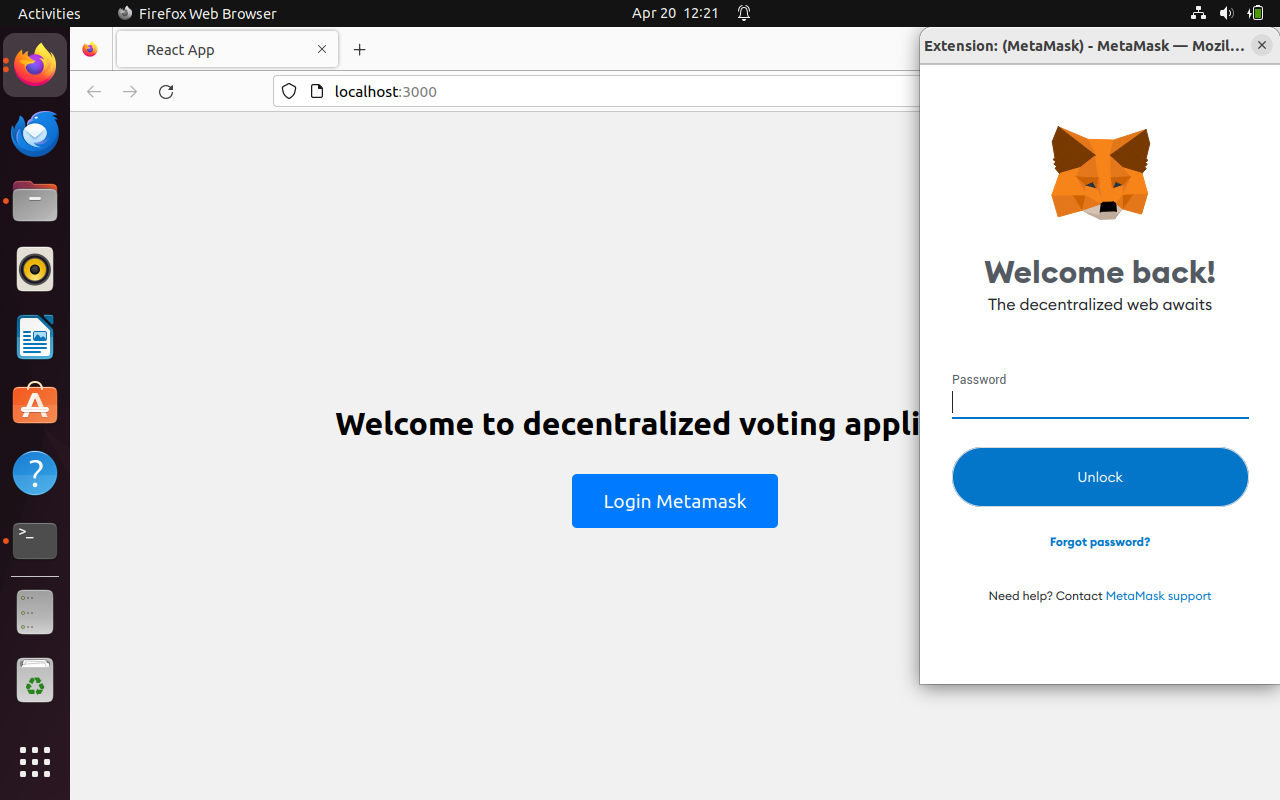 Activities
Firefox Web Browser
Apr 20 12:21
React App
localhost:3000
Extension: (MetaMask) - MetaMask — Mozil...
Welcome back!
The decentralized web awaits
Password
Unlock
Forgot password?
Need help? Contact MetaMask support
Welcome to decentralized voting appli
Login Metamask